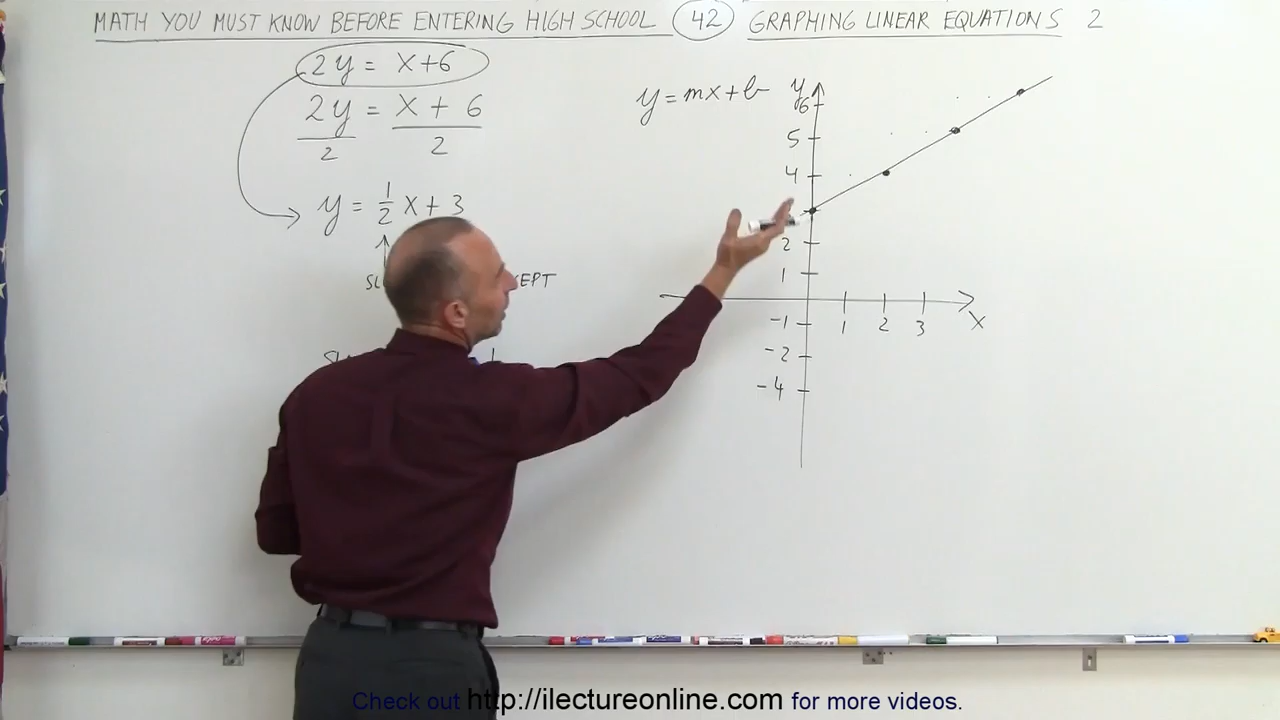 MATH YOU MUST KNOW BEFORE ENTERING HIGH SCHOOL 42 GRAPHING LINEAR EQUATIONS 2
2y = x+6
2y = x + 6
2 2
y = 1/2 x + 3
y = mx + b
y
6
5
4
2
1
-1 1 2 3 x
-2
-4
Check out http://ilectureonline.com for more videos.